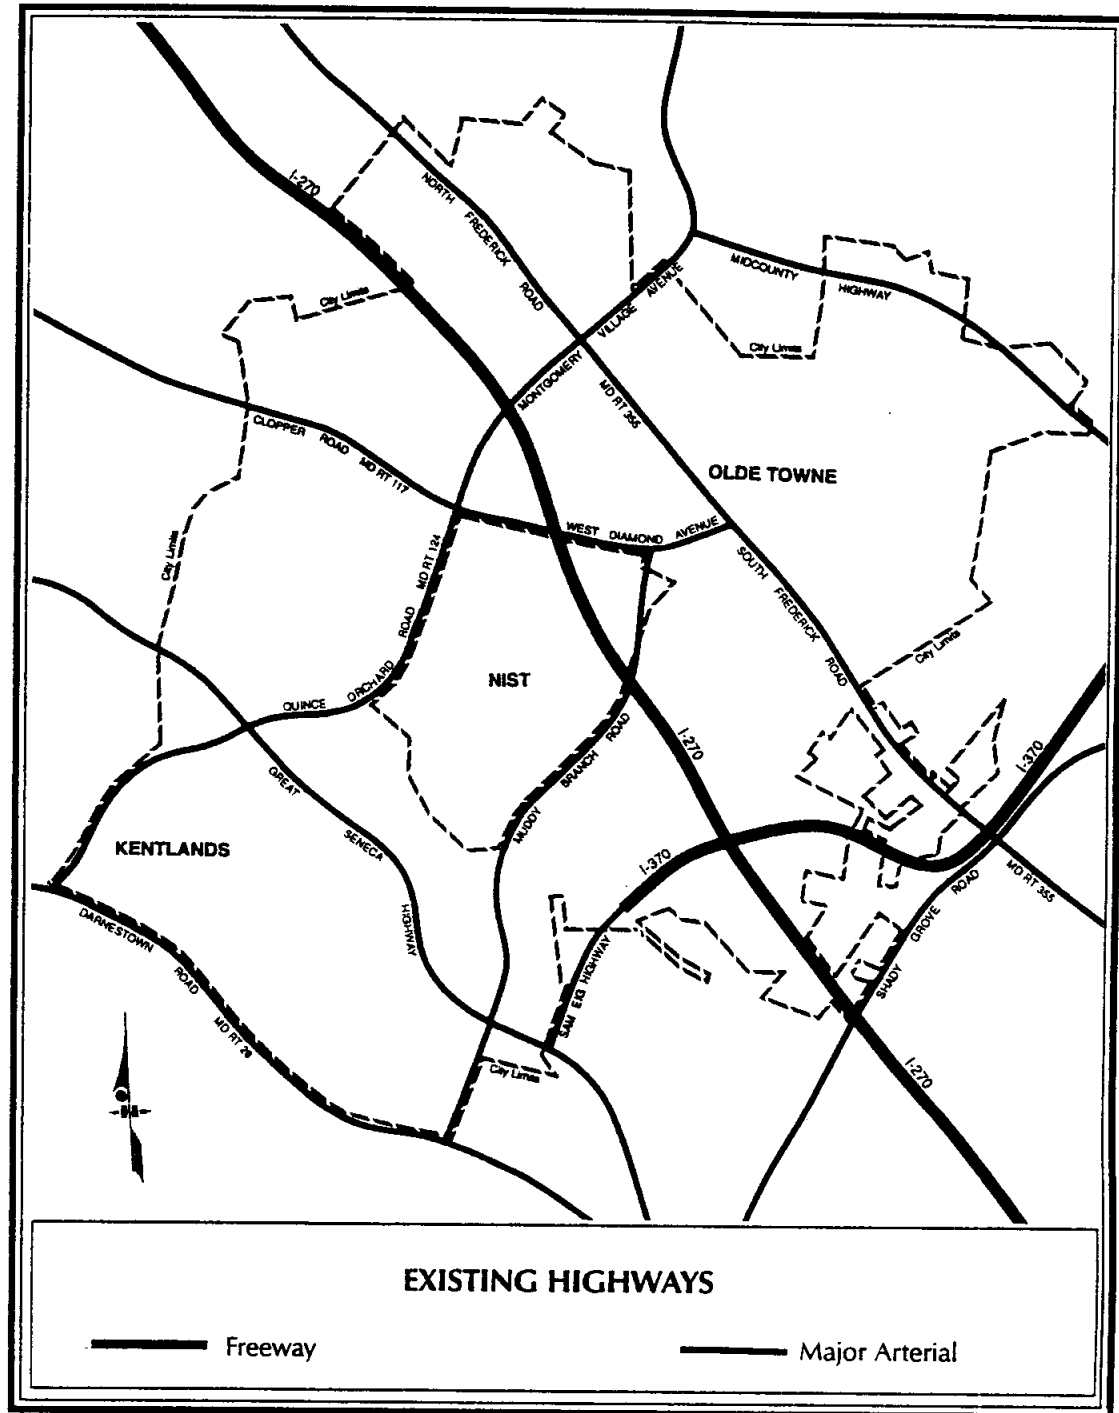 I-270
NORTH FREDERICK ROAD
MIDCOUNTY HIGHWAY
City Limits
MONTGOMERY VILLAGE AVENUE
City Limits
MD RT 355
CLOPPER ROAD MD RT 117
OLDE TOWNE
WEST DIAMOND AVENUE
City Limits
QUINCE ORCHARD ROAD MD RT 124
SOUTH FREDERICK ROAD
City Limits
NIST
I-270
I-370
GREAT SENECA HIGHWAY
MUDDY BRANCH ROAD
KENTLANDS
I-370
MD RT 355
DARNESTOWN ROAD MD RT 28
SAM EIG HIGHWAY
SHADY GROVE ROAD
City Limits
I-270
N
EXISTING HIGHWAYS
Freeway
Major Arterial